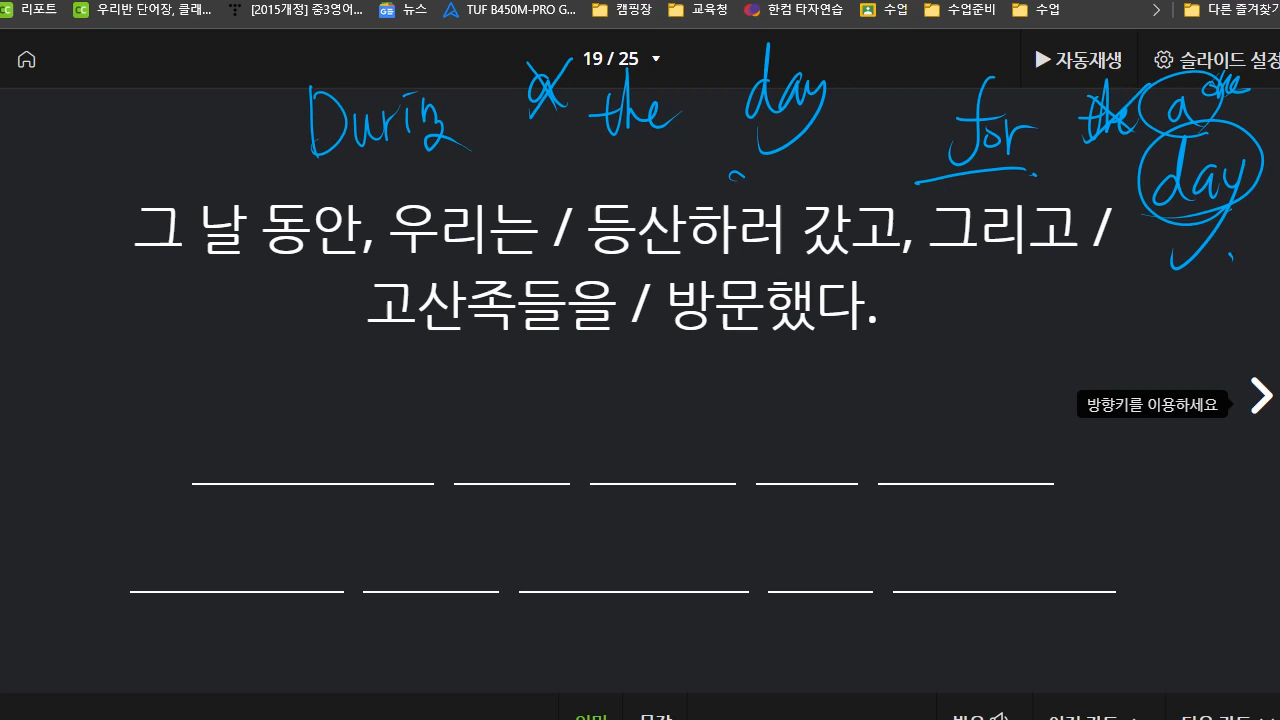 리포트 우리반 단어장, 클래... [2015개정] 중3영어... 뉴스 TUF B450M-PRO G... 캠핑장 교육청 한컴 타자연습 수업 수업준비 수업 다른 즐겨찾기
19 / 25 자동재생 슬라이드 설정
During a the day for the a one
day
그 날 동안, 우리는 / 등산하러 갔고, 그리고 /
고산족들을 / 방문했다.
방향키를 이용하세요